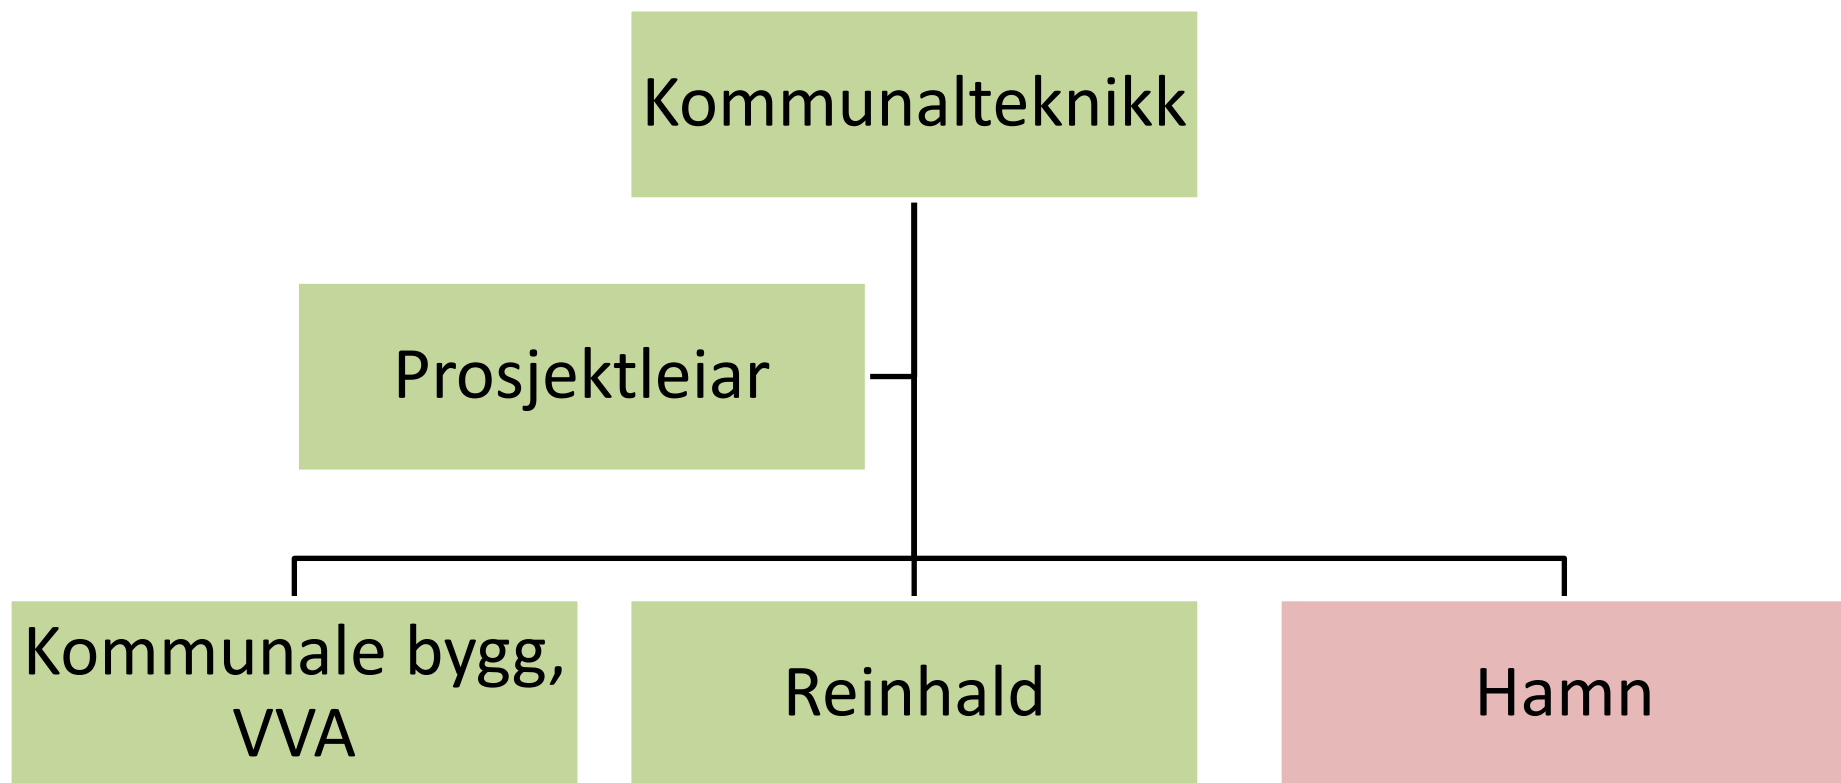 Kommunalteknikk
Prosjektleiar
Kommunale bygg,
VVA
Reinhald
Hamn